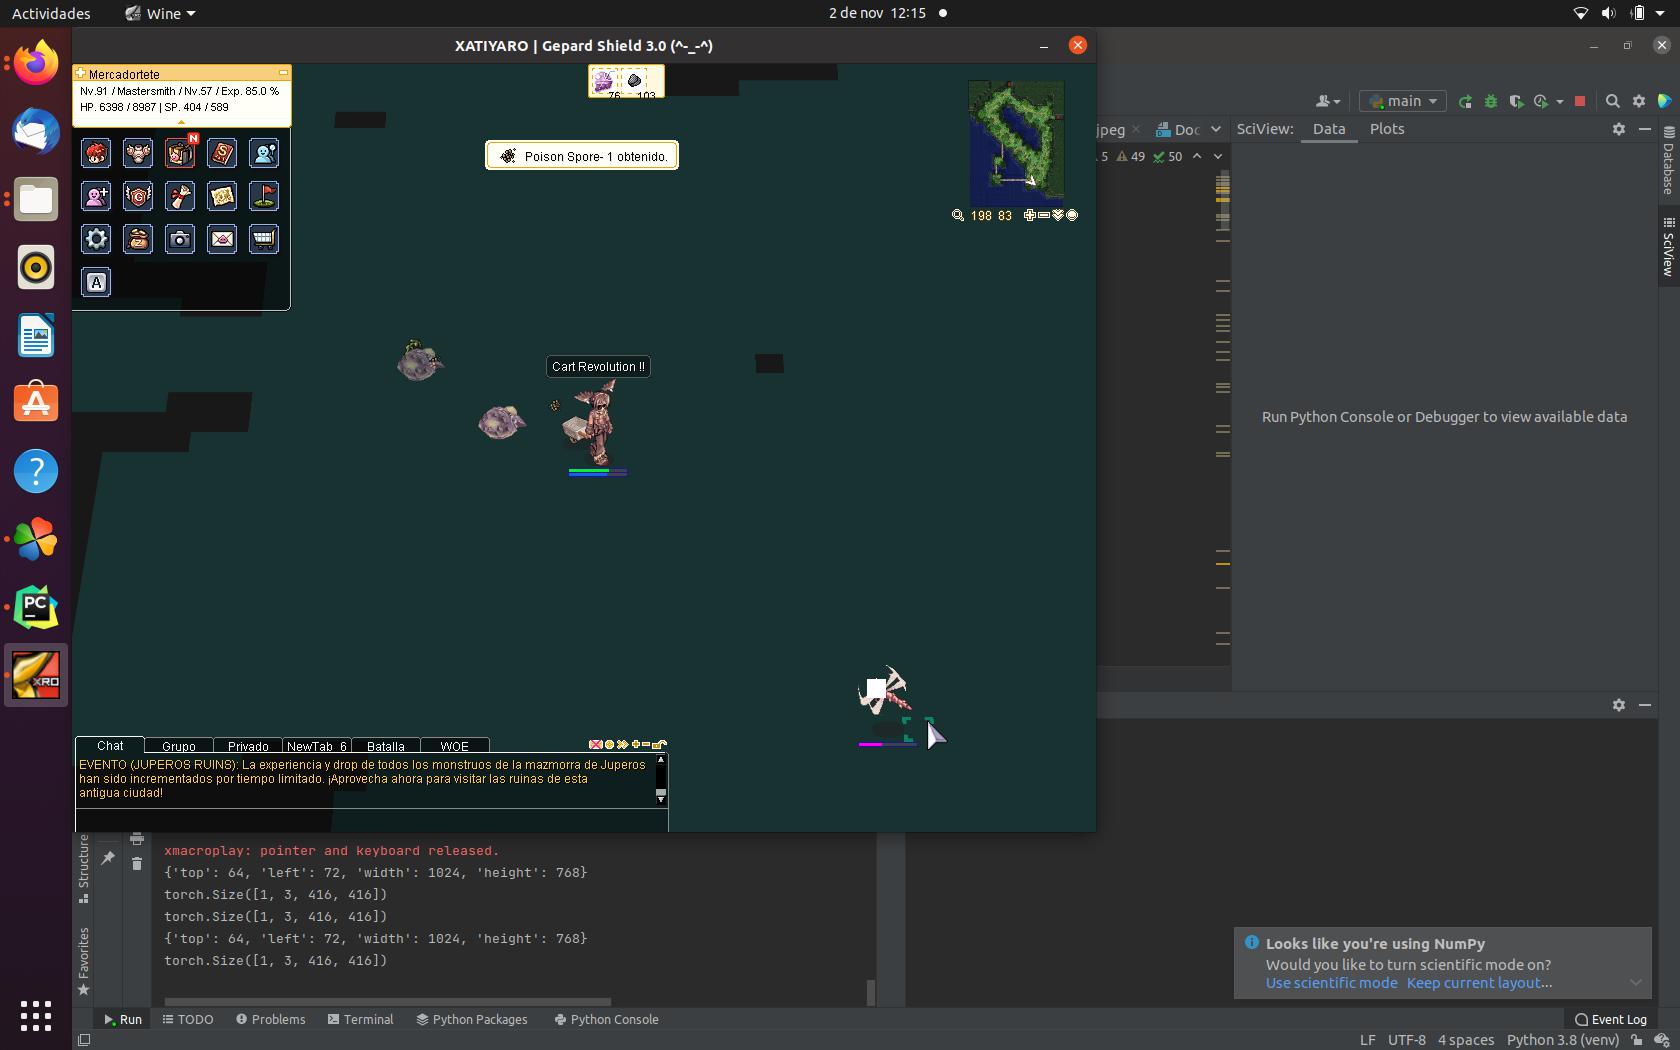 Actividades
Wine
2 de nov 12:15
XATIYARO | Gepard Shield 3.0 (^-_-^)
Mercadortete
Nv.91 / Mastersmith / Nv.57 / Exp. 85.0 %
HP. 6398 / 8987 | SP. 404 / 589
N
A
76
103
Poison Spore- 1 obtenido.
198 83
Cart Revolution !!
Chat
Grupo
Privado
NewTab_6
Batalla
WOE
EVENTO (JUPEROS RUINS): La experiencia y drop de todos los monstruos de la mazmorra de Juperos
han sido incrementados por tiempo limitado. ¡Aprovecha ahora para visitar las ruinas de esta
antigua ciudad!
main
jpeg
Doc
SciView:
Data
Plots
5
49
50
Database
SciView
Run Python Console or Debugger to view available data
PC
XRO
Structure
Favorites
xmacroplay: pointer and keyboard released.
{'top': 64, 'left': 72, 'width': 1024, 'height': 768}
torch.Size([1, 3, 416, 416])
torch.Size([1, 3, 416, 416])
{'top': 64, 'left': 72, 'width': 1024, 'height': 768}
torch.Size([1, 3, 416, 416])
Looks like you're using NumPy
Would you like to turn scientific mode on?
Use scientific mode Keep current layout...
Run
TODO
Problems
Terminal
Python Packages
Python Console
Event Log
LF UTF-8 4 spaces Python 3.8 (venv)